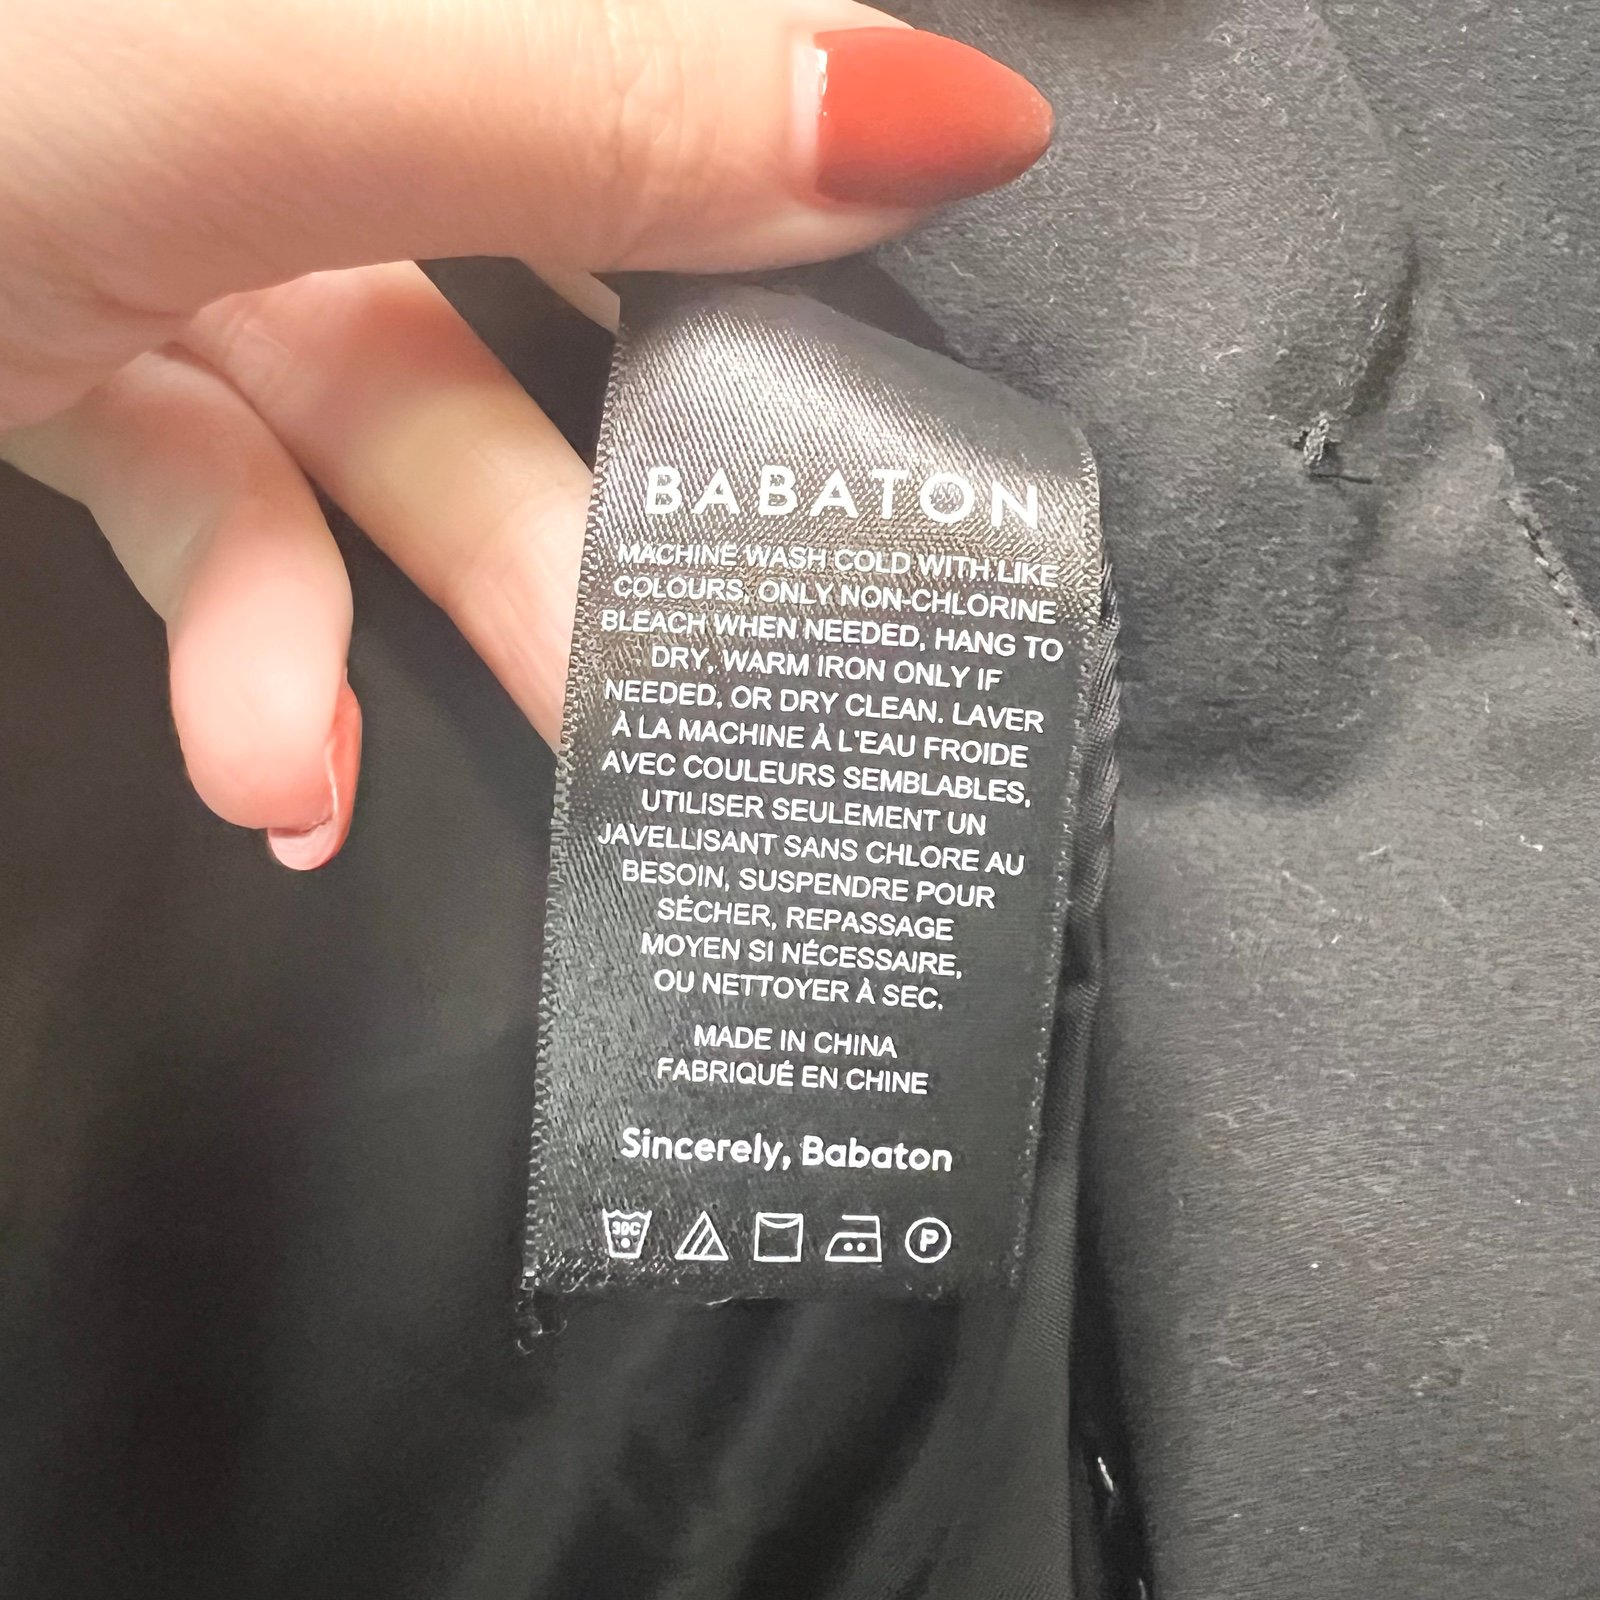 BABATON
MACHINE WASH COLD WITH LIKE
COLOURS, ONLY NON-CHLORINE
BLEACH WHEN NEEDED, HANG TO
DRY, WARM IRON ONLY IF
NEEDED, OR DRY CLEAN. LAVER
À LA MACHINE À L'EAU FROIDE
AVEC COULEURS SEMBLABLES,
UTILISER SEULEMENT UN
JAVELLISANT SANS CHLORE AU
BESOIN, SUSPENDRE POUR
SÉCHER, REPASSAGE
MOYEN SI NÉCESSAIRE,
OU NETTOYER À SEC.
MADE IN CHINA
FABRIQUÉ EN CHINE
Sincerely, Babaton
30C P